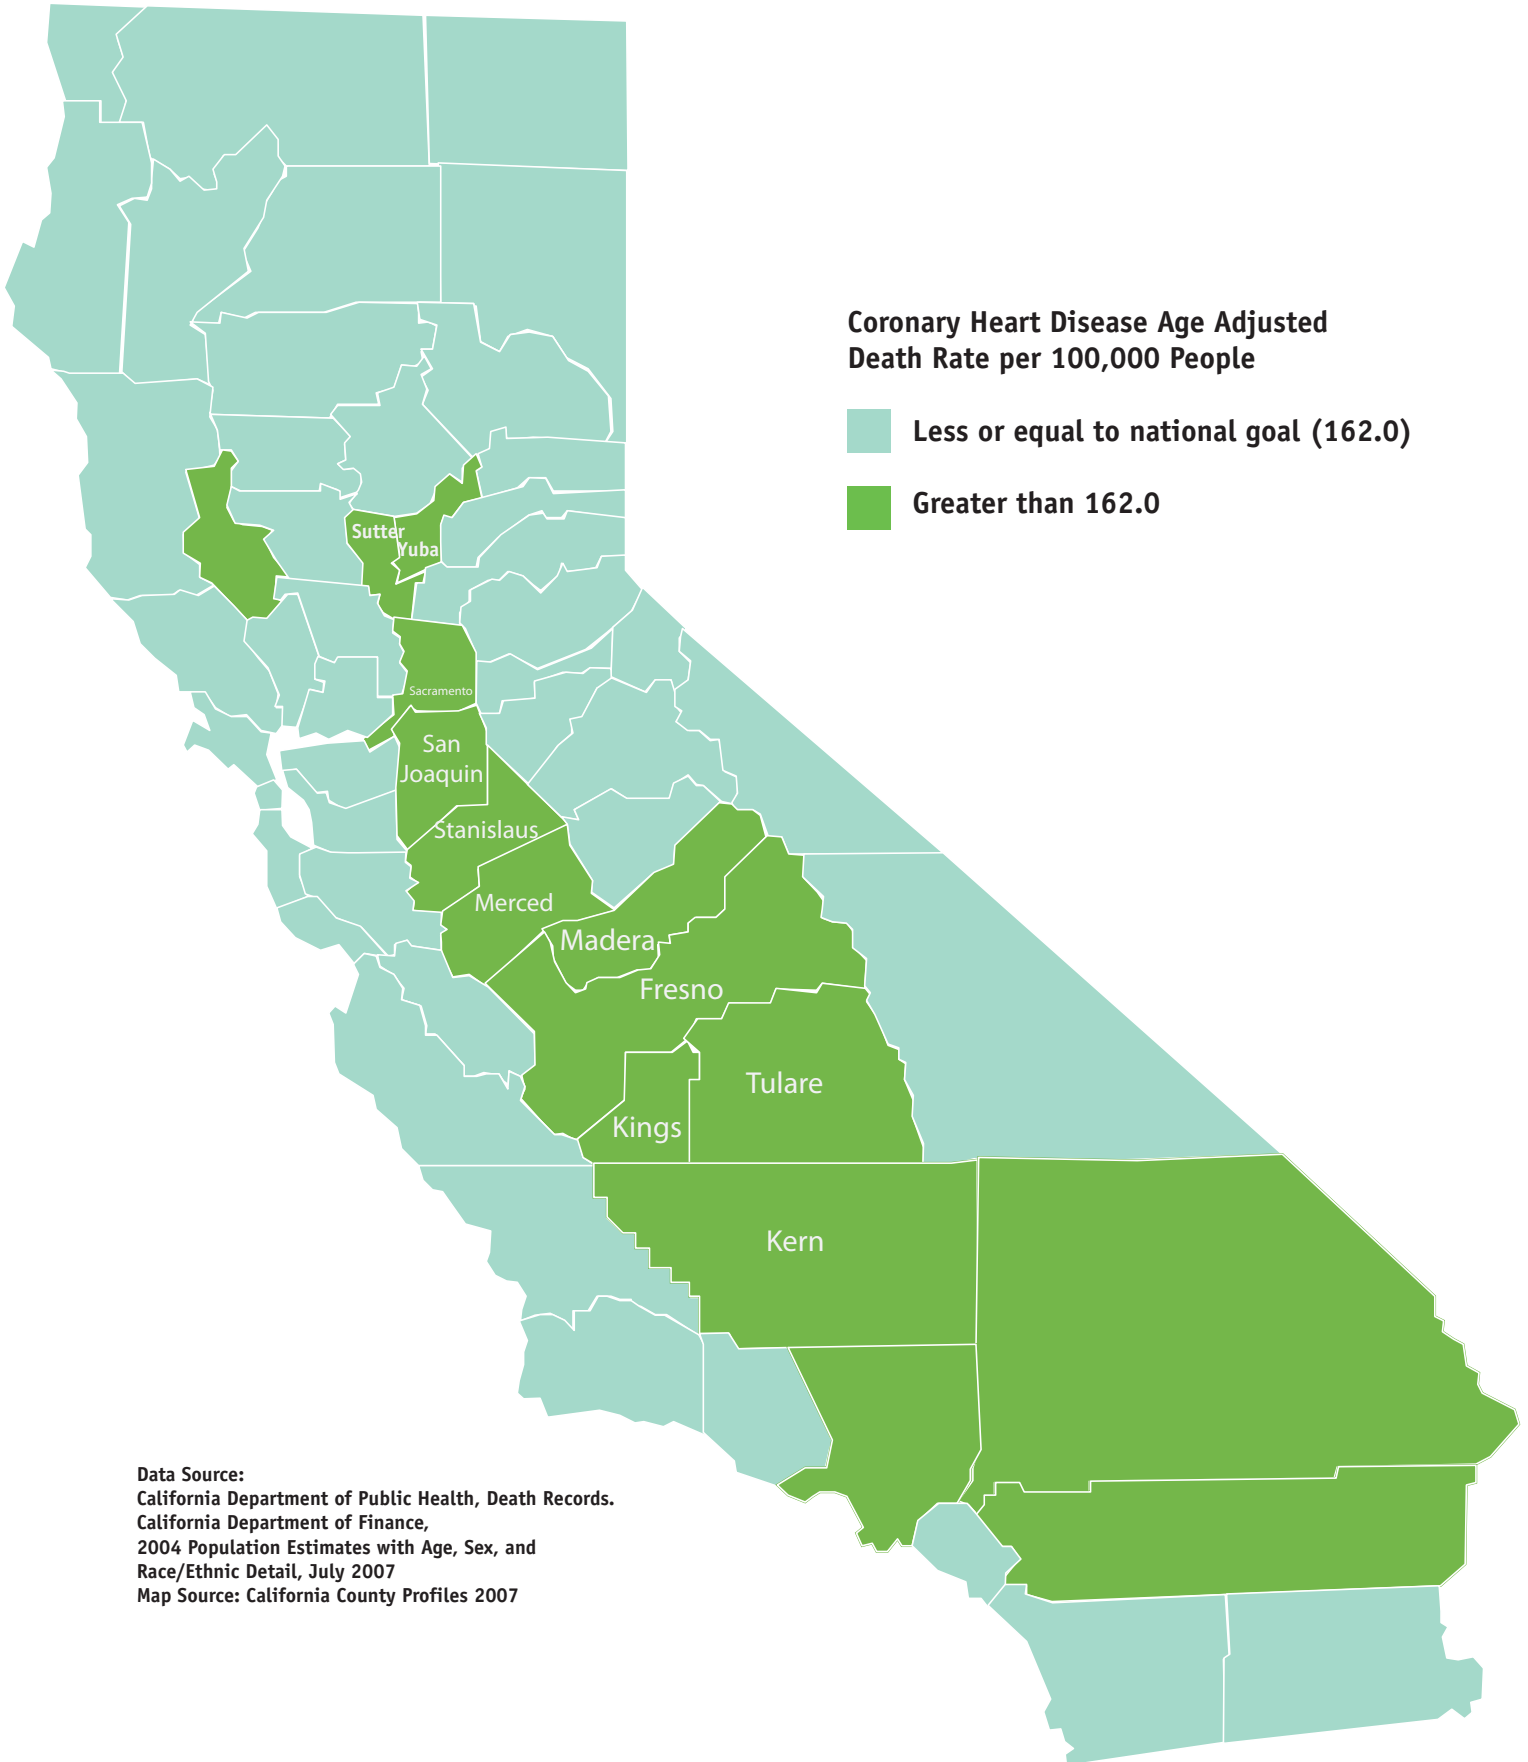 Coronary Heart Disease Age Adjusted
Death Rate per 100,000 People
Less or equal to national goal (162.0)
Greater than 162.0
Sutter
Yuba
Sacramento
San
Joaquin
Stanislaus
Merced
Madera
Fresno
Tulare
Kings
Kern
Data Source:
California Department of Public Health, Death Records.
California Department of Finance,
2004 Population Estimates with Age, Sex, and
Race/Ethnic Detail, July 2007
Map Source: California County Profiles 2007